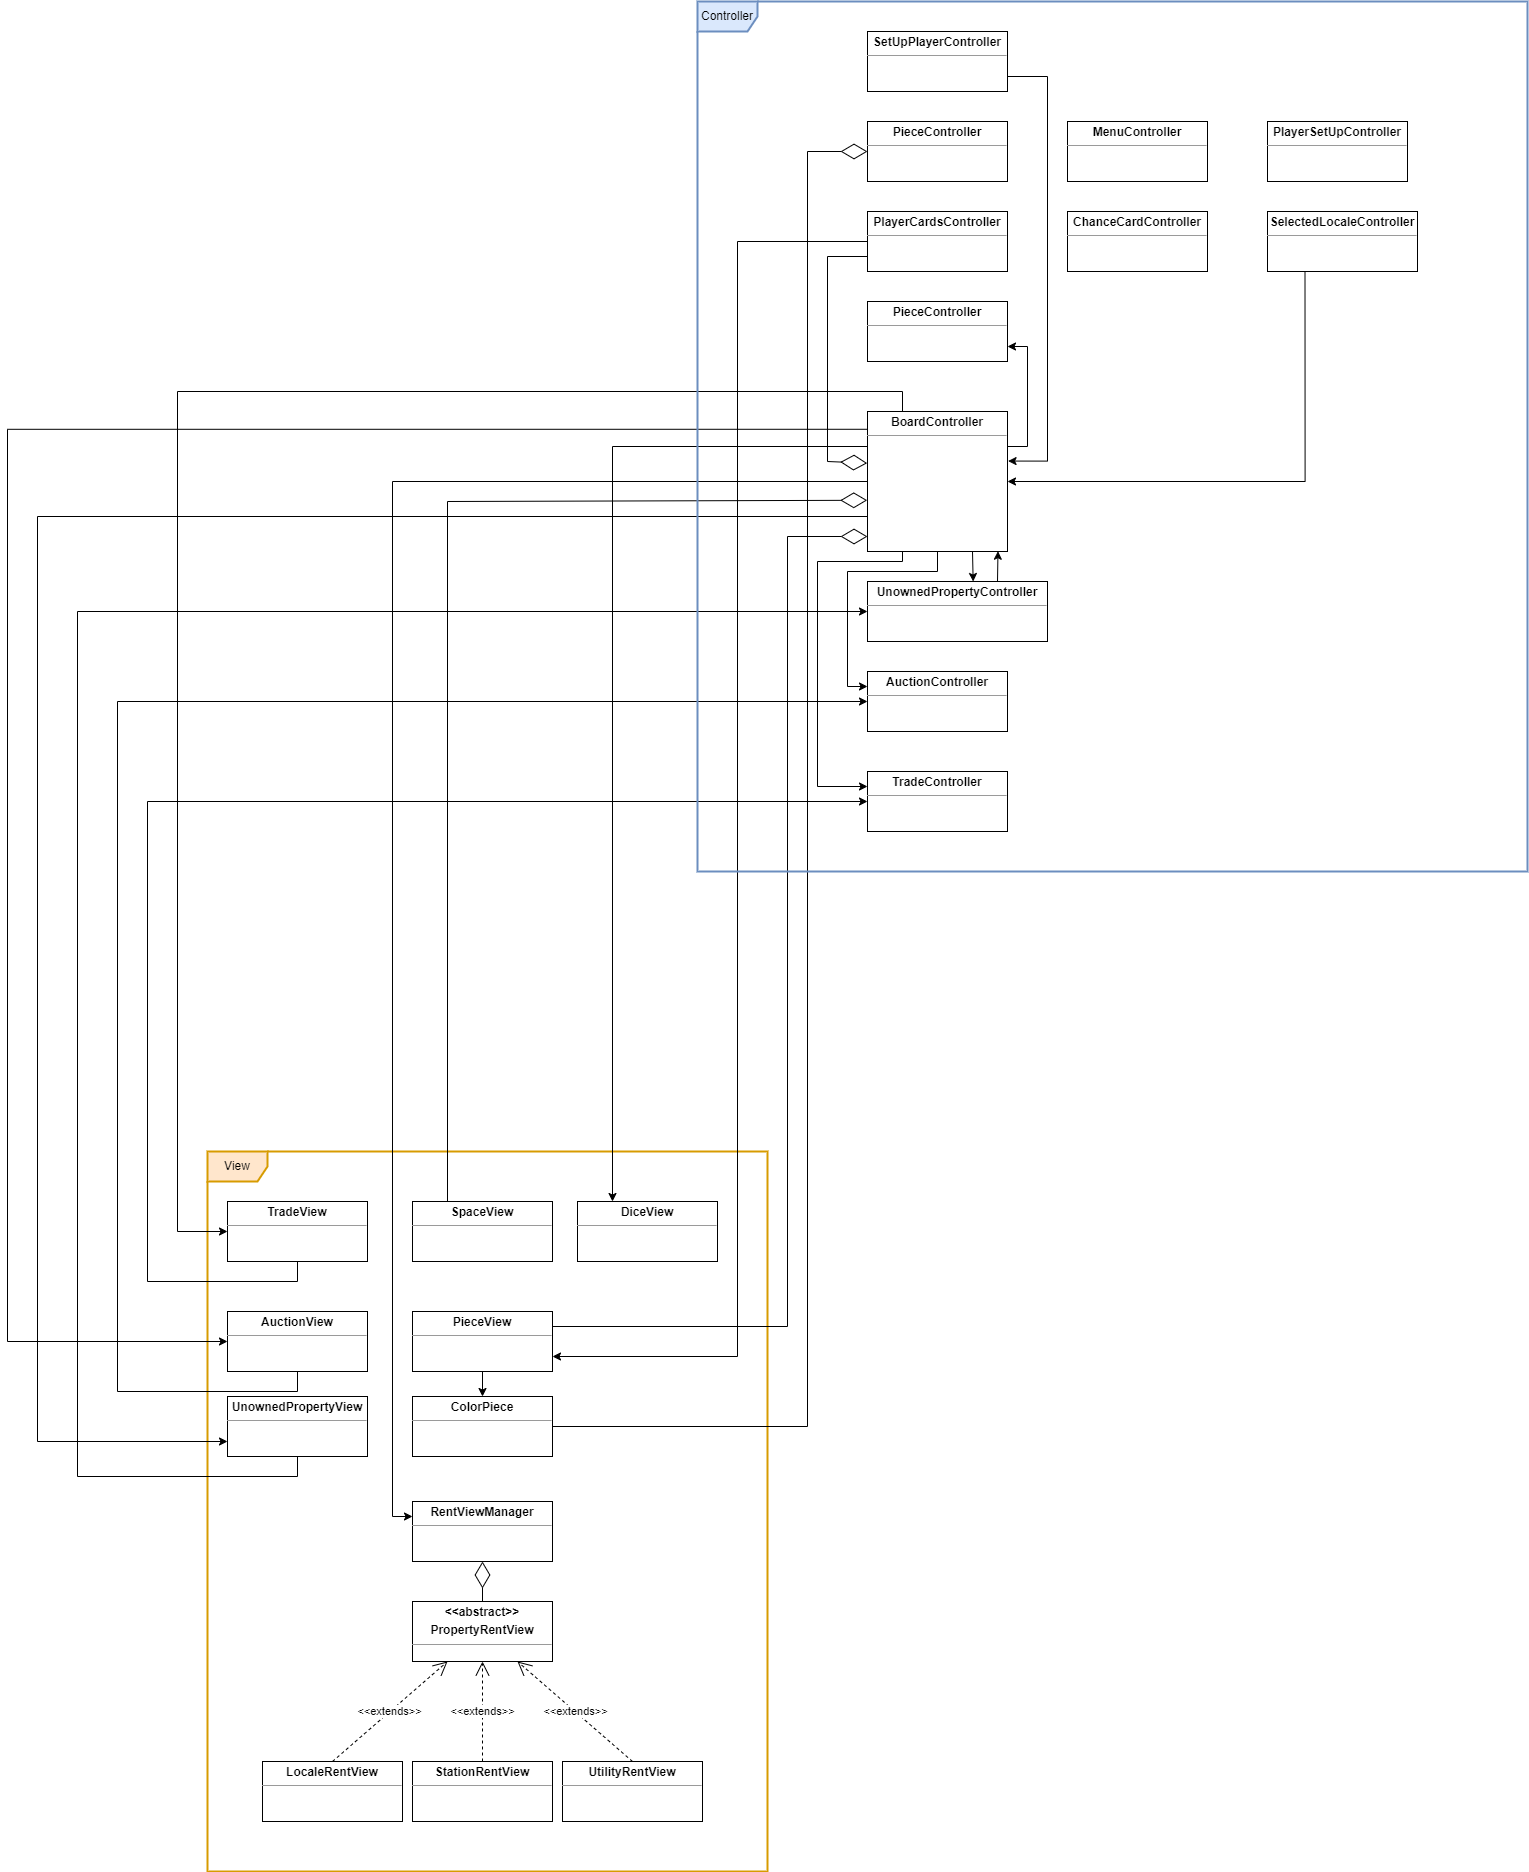 Controller
SetUpPlayerController
PieceController
MenuController
PlayerSetUpController
PlayerCardsController
ChanceCardController
SelectedLocaleController
PieceController
BoardController
UnownedPropertyController
AuctionController
TradeController
View
TradeView
SpaceView
DiceView
AuctionView
PieceView
UnownedPropertyView
ColorPiece
RentViewManager
<<abstract>>
PropertyRentView
<<extends>>
<<extends>>
<<extends>>
LocaleRentView
StationRentView
UtilityRentView